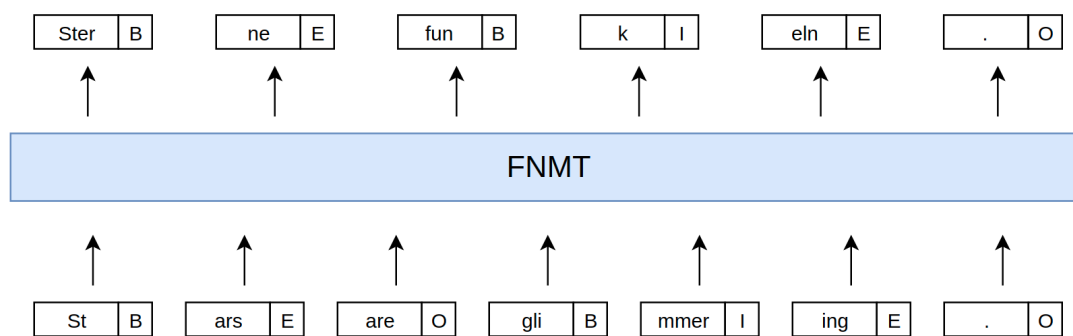 Ster B ne E fun B k I eln E . O
FNMT
St B ars E are O gli B mmer I ing E . O